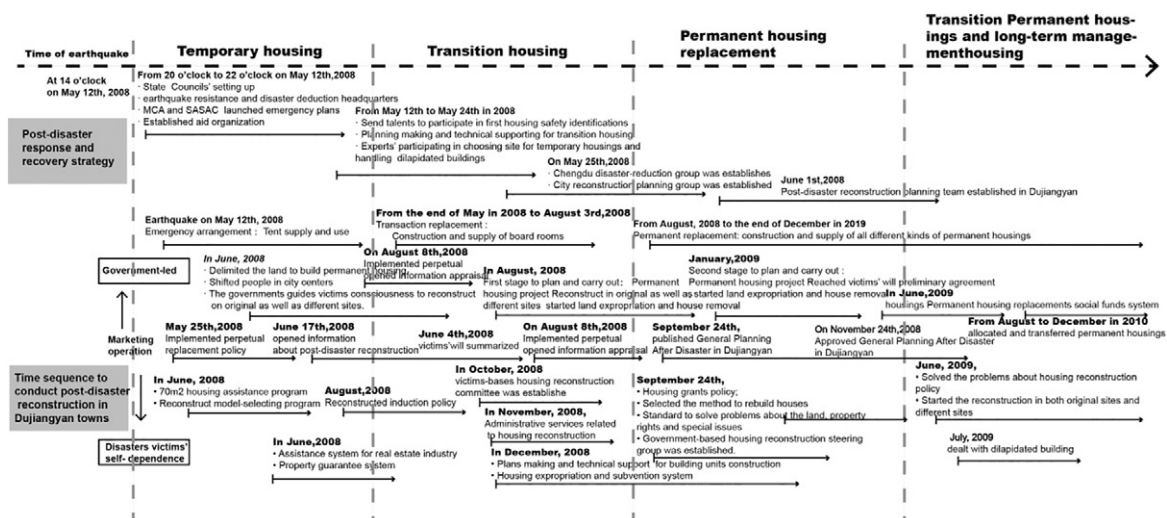 Time of earthquake
Temporary housing
Transition housing
Permanent housing
replacement
Transition Permanent hous-
ings and long-term manage-
menthousing
At 14 o'clock
on May 12th, 2008
From 20 o'clock to 22 o'clock on May 12th,2008
· State Councils' setting up
· earthquake resistance and disaster deduction headquarters
· MCA and SASAC launched emergency plans
· Established aid organization
Post-disaster
response and
recovery strategy
From May 12th to May 24th in 2008
· Send talents to participate in first housing safety identifications
· Planning making and technical supporting for transition housing
· Experts' participating in choosing site for temporary housings and
handling dilapidated buildings
On May 25th,2008
· Chengdu disaster-reduction group was establishes
· City reconstruction planning group was established
June 1st,2008
Post-disaster reconstruction planning team established in Dujiangyan
Earthquake on May 12th, 2008
Emergency arrangement : Tent supply and use
From the end of May in 2008 to August 3rd,2008
Transaction replacement :
Construction and supply of board rooms
From August, 2008 to the end of December in 2019
Permanent replacement: construction and supply of all different kinds of permanent housings
Government-led
In June, 2008
· Delimited the land to build permanent housing
· Shifted people in city centers
· The governments guides victims consciousness to reconstruct
on original as well as different sites.
On August 8th,2008
Implemented perpetual
opened information appraisal
In August, 2008
First stage to plan and carry out: Permanent
housing project Reconstruct in original as well as
different sites started land expropriation and house removal
January,2009
Second stage to plan and carry out :
Permanent housing project Reached victims' will preliminary agreement
started land expropriation and house removal
In June,2009
housings Permanent housing replacements social funds system
From August to December in 2010
allocated and transferred permanent housings
Marketing
operation
May 25th,2008
Implemented perpetual
replacement policy
June 17th,2008
opened information
about post-disaster reconstruction
June 4th,2008
victims'will summarized
On August 8th,2008
Implemented perpetual
opened information appraisal
September 24th,
published General Planning
After Disaster in Dujiangyan
On November 24th,2008
Approved General Planning After Disaster
in Dujiangyan
Time sequence to
conduct post-disaster
reconstruction in
Dujiangyan towns
In June, 2008
• 70m2 housing assistance program
• Reconstruct model-selecting program
August,2008
Reconstructed induction policy
In October, 2008
victims-bases housing reconstruction
committee was establishe
In November, 2008,
Administrative services related
to housing reconstruction
September 24th,
• Housing grants policy;
• Selected the method to rebuild houses
• Standard to solve problems about the land, property
rights and special issues
• Government-based housing reconstruction steering
group was established.
June, 2009,
• Solved the problems about housing reconstruction
policy
• Started the reconstruction in both original sites and
different sites
Disasters victims'
self- dependence
In June,2008
• Assistance system for real estate industry
• Property guarantee system
In December, 2008
• Plans making and technical support for building units construction
• Housing expropriation and subvention system
July, 2009
dealt with dilapidated building